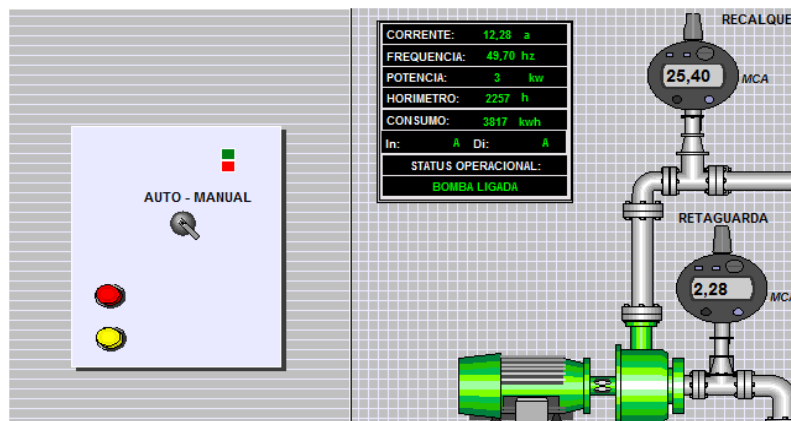 AUTO - MANUAL
CORRENTE: 12,28 a
FREQUENCIA: 49,70 hz
POTENCIA: 3 kw
HORIMETRO: 2257 h
CONSUMO: 3817 kwh
In: A Di: A
STATUS OPERACIONAL:
BOMBA LIGADA
RECALQUE
25,40 MCA
RETAGUARDA
2,28 MCA